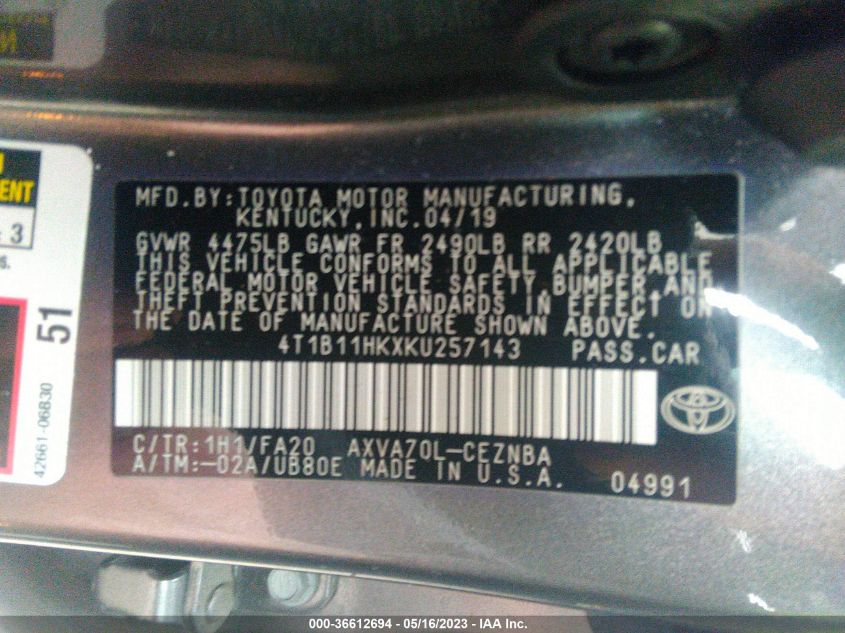 MFD.BY:TOYOTA MOTOR MANUFACTURING,
KENTUCKY,INC.04/19
GVWR 4475LB GAWR FR 2490LB RR 2420LB
THIS VEHICLE CONFORMS TO ALL APPLICABLE
FEDERAL MOTOR VEHICLE SAFETY,BUMPER,AND
THEFT PREVENTION STANDARDS IN EFFECT ON
THE DATE OF MANUFACTURE SHOWN ABOVE.
4T1B11HKXKU257143 PASS.CAR
C/TR:1H1/FA20 AXVA70L-CEZNBA
A/TM:-02A/UB80E MADE IN U.S.A.
04991
3
51
42661-06B30
000-36612694 - 05/16/2023 - IAA Inc.